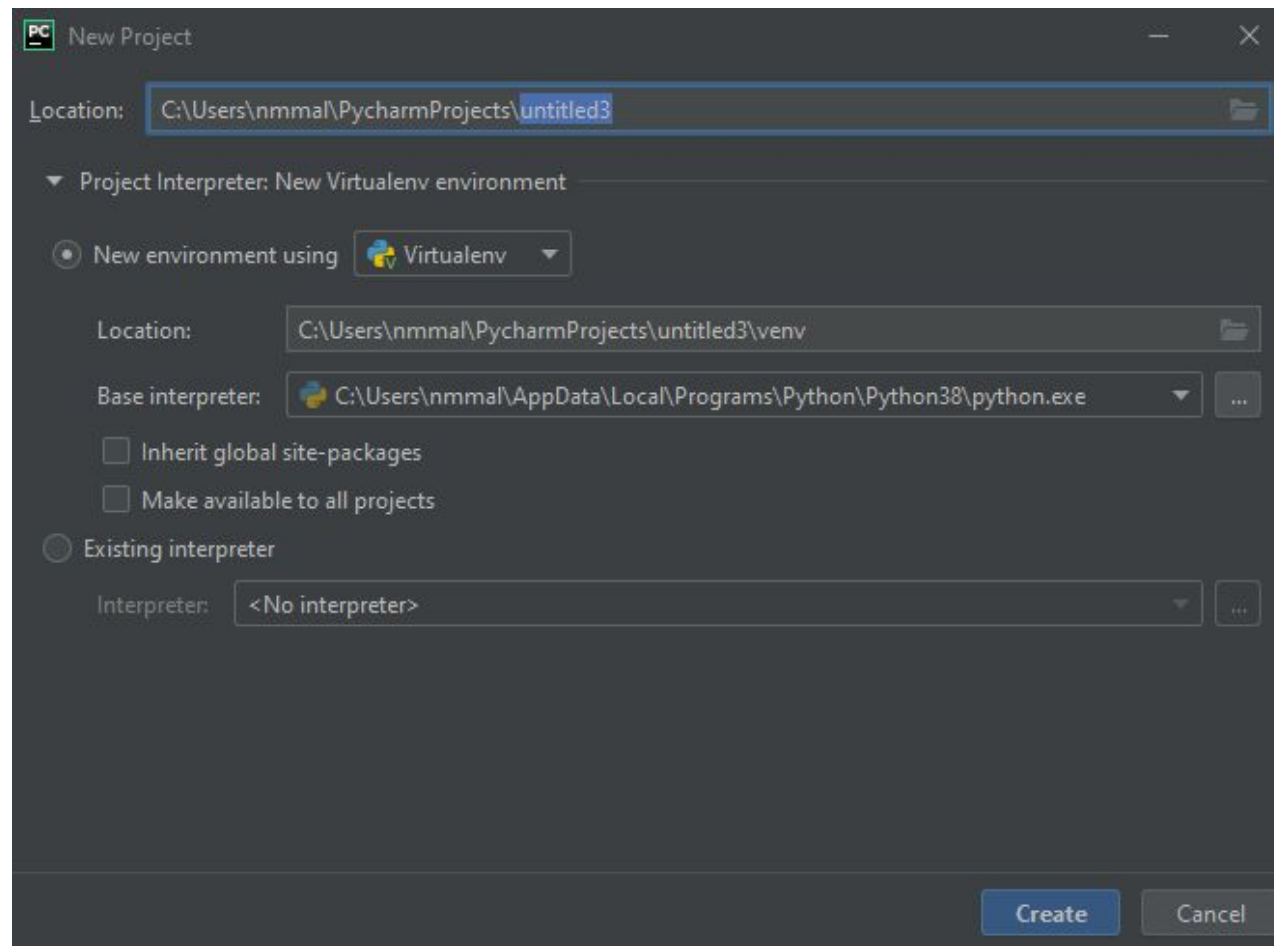 PC New Project
Location: C:\Users\nmmal\PycharmProjects\untitled3
Project Interpreter: New Virtualenv environment
New environment using V Virtualenv
Location: C:\Users\nmmal\PycharmProjects\untitled3\venv
Base interpreter: C:\Users\nmmal\AppData\Local\Programs\Python\Python38\python.exe ...
Inherit global site-packages
Make available to all projects
Existing interpreter
Interpreter: <No interpreter> ...
Create Cancel